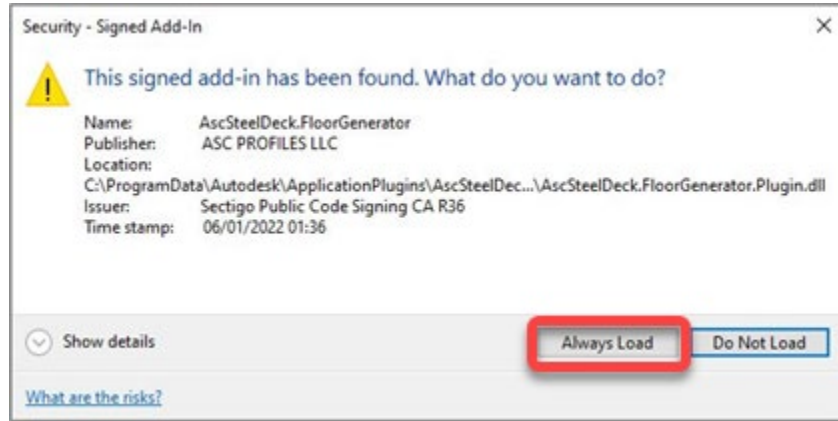 Security - Signed Add-In
This signed add-in has been found. What do you want to do?
Name: AscSteelDeck.FloorGenerator
Publisher: ASC PROFILES LLC
Location:
C:\ProgramData\Autodesk\ApplicationPlugins\AscSteelDec...\AscSteelDeck.FloorGenerator.Plugin.dll
Issuer: Sectigo Public Code Signing CA R36
Time stamp: 06/01/2022 01:36
Show details Always Load Do Not Load
What are the risks?